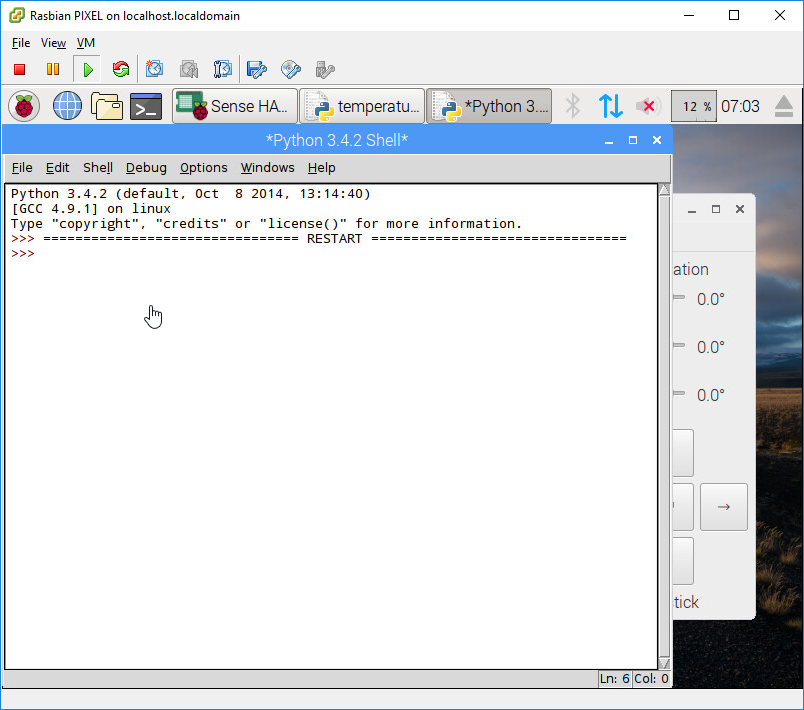 Rasbian PIXEL on localhost.localdomain
File View VM
Sense HA... temperatu... *Python 3.... 12 % 07:03
*Python 3.4.2 Shell*
File Edit Shell Debug Options Windows Help
Python 3.4.2 (default, Oct  8 2014, 13:14:40)
[GCC 4.9.1] on linux
Type "copyright", "credits" or "license()" for more information.
>>> ================================ RESTART ================================
>>>
ation
0.0°
0.0°
0.0°
→
tick
Ln: 6 Col: 0